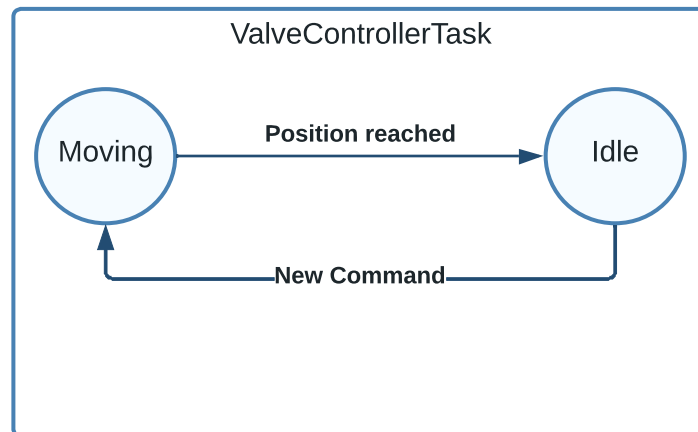 ValveControllerTask
Position reached
Moving
Idle
New Command